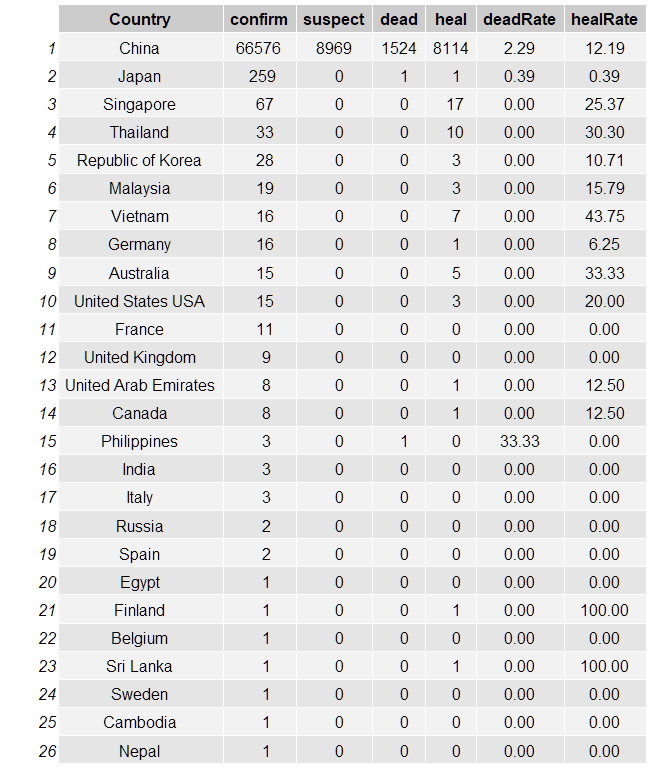 Country confirm suspect dead heal deadRate healRate
1 China 66576 8969 1524 8114 2.29 12.19
2 Japan 259 0 1 1 0.39 0.39
3 Singapore 67 0 0 17 0.00 25.37
4 Thailand 33 0 0 10 0.00 30.30
5 Republic of Korea 28 0 0 3 0.00 10.71
6 Malaysia 19 0 0 3 0.00 15.79
7 Vietnam 16 0 0 7 0.00 43.75
8 Germany 16 0 0 1 0.00 6.25
9 Australia 15 0 0 5 0.00 33.33
10 United States USA 15 0 0 3 0.00 20.00
11 France 11 0 0 0 0.00 0.00
12 United Kingdom 9 0 0 0 0.00 0.00
13 United Arab Emirates 8 0 0 1 0.00 12.50
14 Canada 8 0 0 1 0.00 12.50
15 Philippines 3 0 1 0 33.33 0.00
16 India 3 0 0 0 0.00 0.00
17 Italy 3 0 0 0 0.00 0.00
18 Russia 2 0 0 0 0.00 0.00
19 Spain 2 0 0 0 0.00 0.00
20 Egypt 1 0 0 0 0.00 0.00
21 Finland 1 0 0 1 0.00 100.00
22 Belgium 1 0 0 0 0.00 0.00
23 Sri Lanka 1 0 0 1 0.00 100.00
24 Sweden 1 0 0 0 0.00 0.00
25 Cambodia 1 0 0 0 0.00 0.00
26 Nepal 1 0 0 0 0.00 0.00